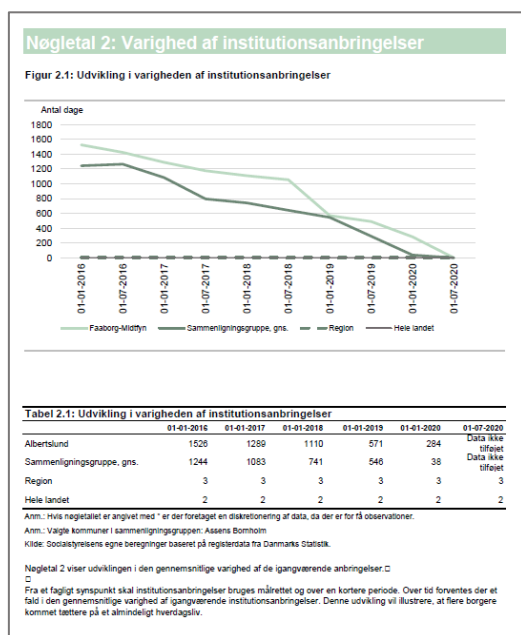 Nøgletal 2: Varighed af institutionsanbringelser
Figur 2.1: Udvikling i varigheden af institutionsanbringelser
Antal dage
1800
1600
1400
1200
1000
800
600
400
200
0
01-01-2016
01-07-2016
01-01-2017
01-07-2017
01-01-2018
01-07-2018
01-01-2019
01-07-2019
01-01-2020
01-07-2020
Faaborg-Midtfyn Sammenligningsgruppe, gns. Region Hele landet
Tabel 2.1: Udvikling i varigheden af institutionsanbringelser
01-01-2016 01-01-2017 01-01-2018 01-01-2019 01-01-2020 01-07-2020
Albertslund 1526 1289 1110 571 284 Data ikke tilføjet
Sammenligningsgruppe, gns. 1244 1083 741 546 38 Data ikke tilføjet
Region 3 3 3 3 3 3
Hele landet 2 2 2 2 2 2
Anm.: Hvis nøgletallet er angivet med * er der foretaget en diskretionering af data, da der er for få observationer.
Anm.: Valgte kommuner i sammenligningsgruppen: Assens Bornholm
Kilde: Socialstyrelsens egne beregninger baseret på registerdata fra Danmarks Statistik.
Nøgletal 2 viser udviklingen i den gennemsnitlige varighed af de igangværende anbringelser.
Fra et fagligt synspunkt skal institutionsanbringelser bruges målrettet og over en kortere periode. Over tid forventes der et
fald i den gennemsnitlige varighed af igangværende institutionsanbringelser. Denne udvikling vil illustrere, at flere borgere
kommet tættere på et almindeligt hverdagsliv.